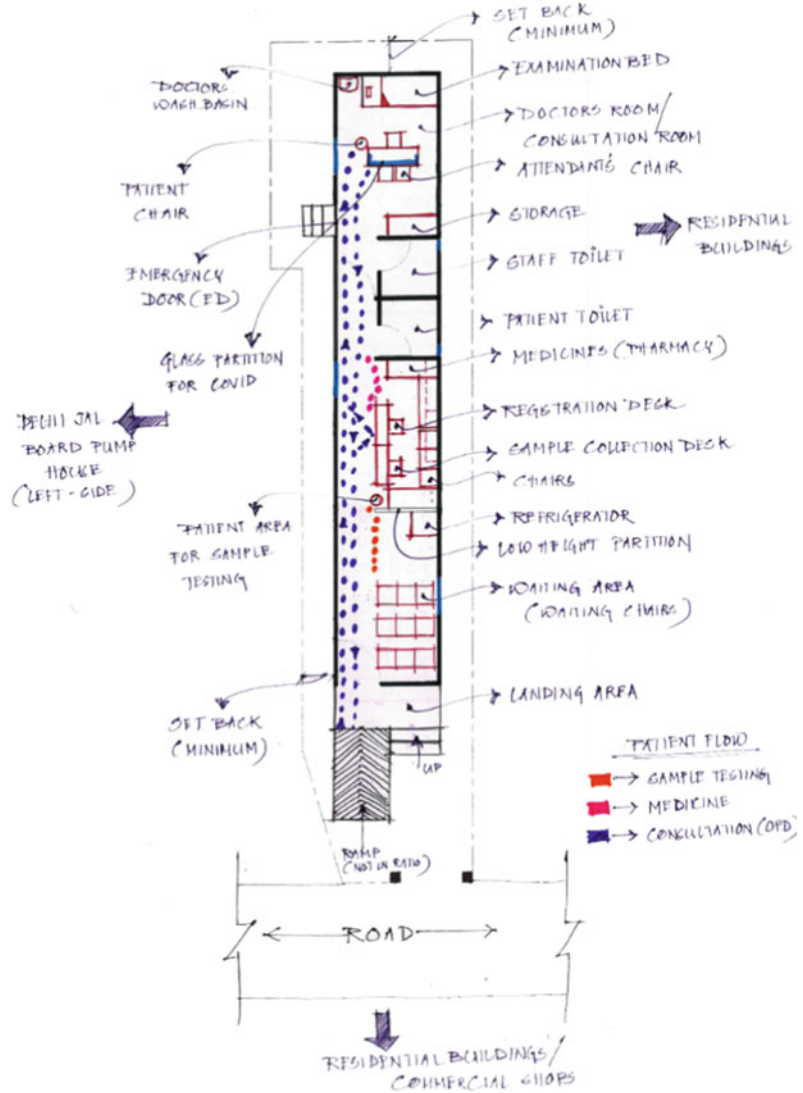 SET BACK
(MINIMUM)
EXAMINATION BED
DOCTORS
WASH BASIN
DOCTORS ROOM/
CONSULTATION ROOM
ATTENDANT'S CHAIR
PATIENT
CHAIR
STORAGE
RESIDENTIAL
BUILDINGS
STAFF TOILET
EMERGENCY
DOOR (ED)
PATIENT TOILET
MEDICINES (PHARMACY)
GLASS PARTITION
FOR COVID
REGISTRATION DECK
DELHI JAL
BOARD PUMP
HOUSE
(LEFT-SIDE)
SAMPLE COLLECTION DECK
CHAIRS
PATIENT AREA
FOR SAMPLE
TESTING
REFRIGERATOR
LOW HEIGHT PARTITION
WAITING AREA
(WAITING CHAIRS)
LANDING AREA
SET BACK
(MINIMUM)
UP
PATIENT FLOW
SAMPLE TESTING
MEDICINE
CONSULTATION (OPD)
RAMP
(NOT IN RATIO)
ROAD
RESIDENTIAL BUILDINGS/
COMMERCIAL SHOPS